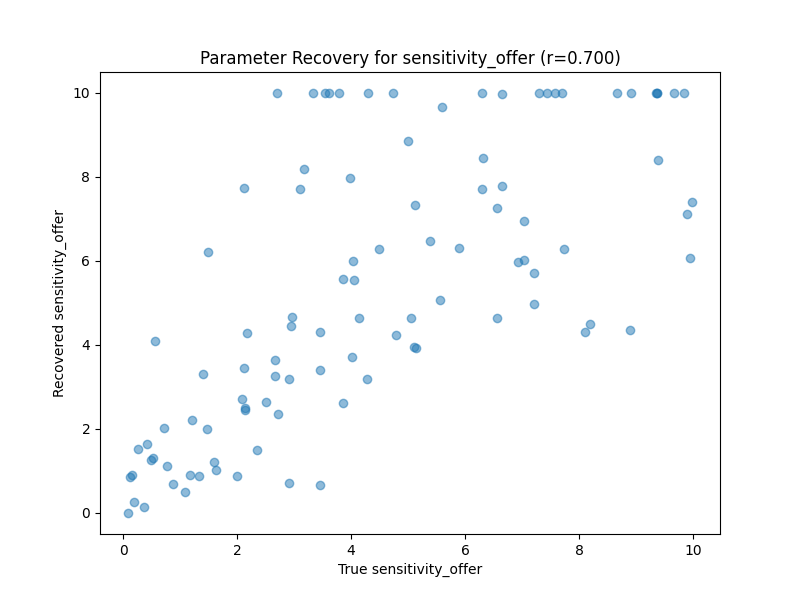 Parameter Recovery for sensitivity_offer (r=0.700)
Recovered sensitivity_offer
10
8
6
4
2
0
0 2 4 6 8 10
True sensitivity_offer